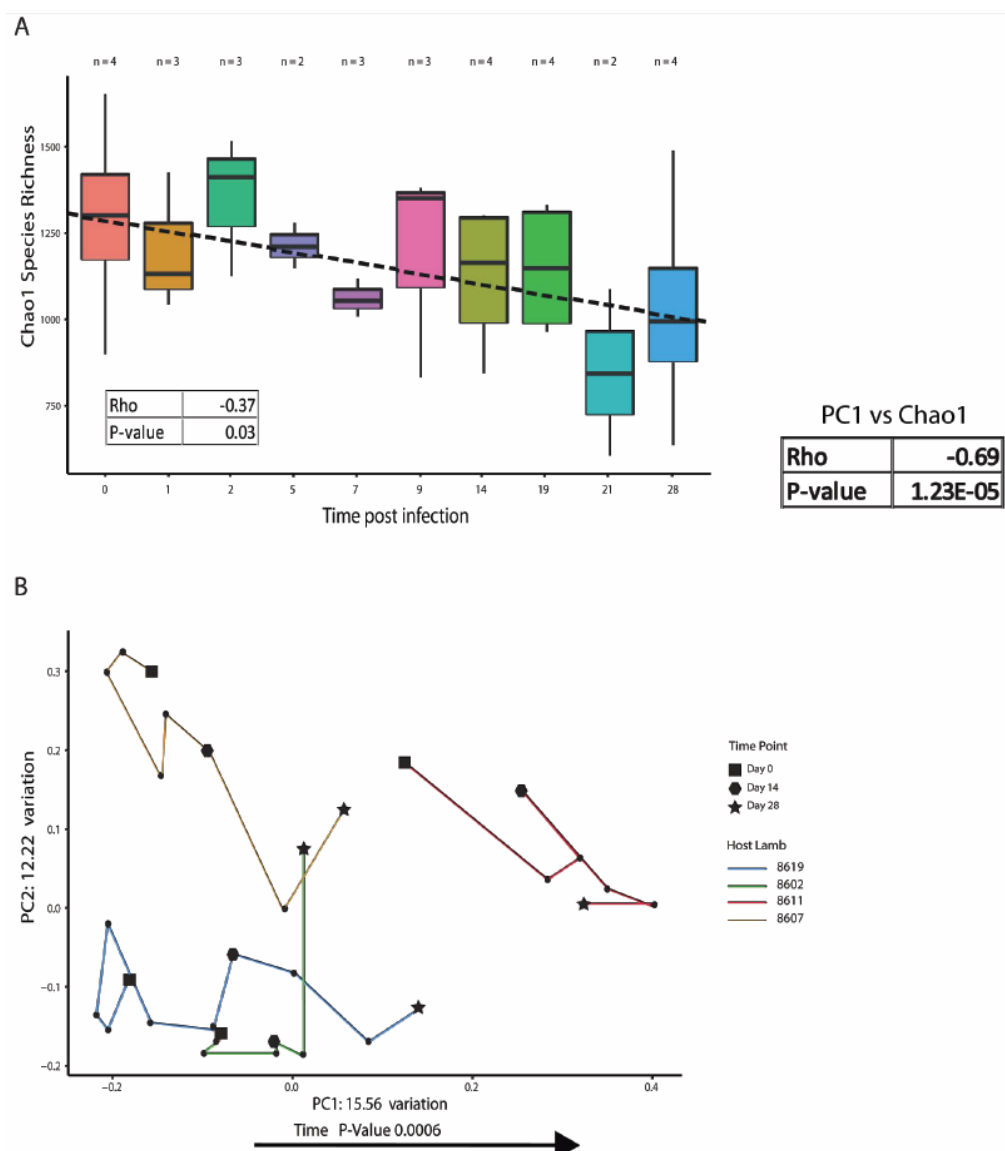 A
n = 4 n = 3 n = 3 n = 2 n = 3 n = 3 n = 4 n = 4 n = 2 n = 4
Chao1 Species Richness
1500
1250
1000
750
Rho -0.37
P-value 0.03
0 1 2 5 7 9 14 19 21 28
Time post infection
PC1 vs Chao1
Rho -0.69
P-value 1.23E-05
B
PC2: 12.22 variation
0.3
0.2
0.1
0.0
−0.1
−0.2
−0.2 0.0 0.2 0.4
PC1: 15.56 variation
Time P-Value 0.0006
Time Point
Day 0
Day 14
Day 28
Host Lamb
8619
8602
8611
8607